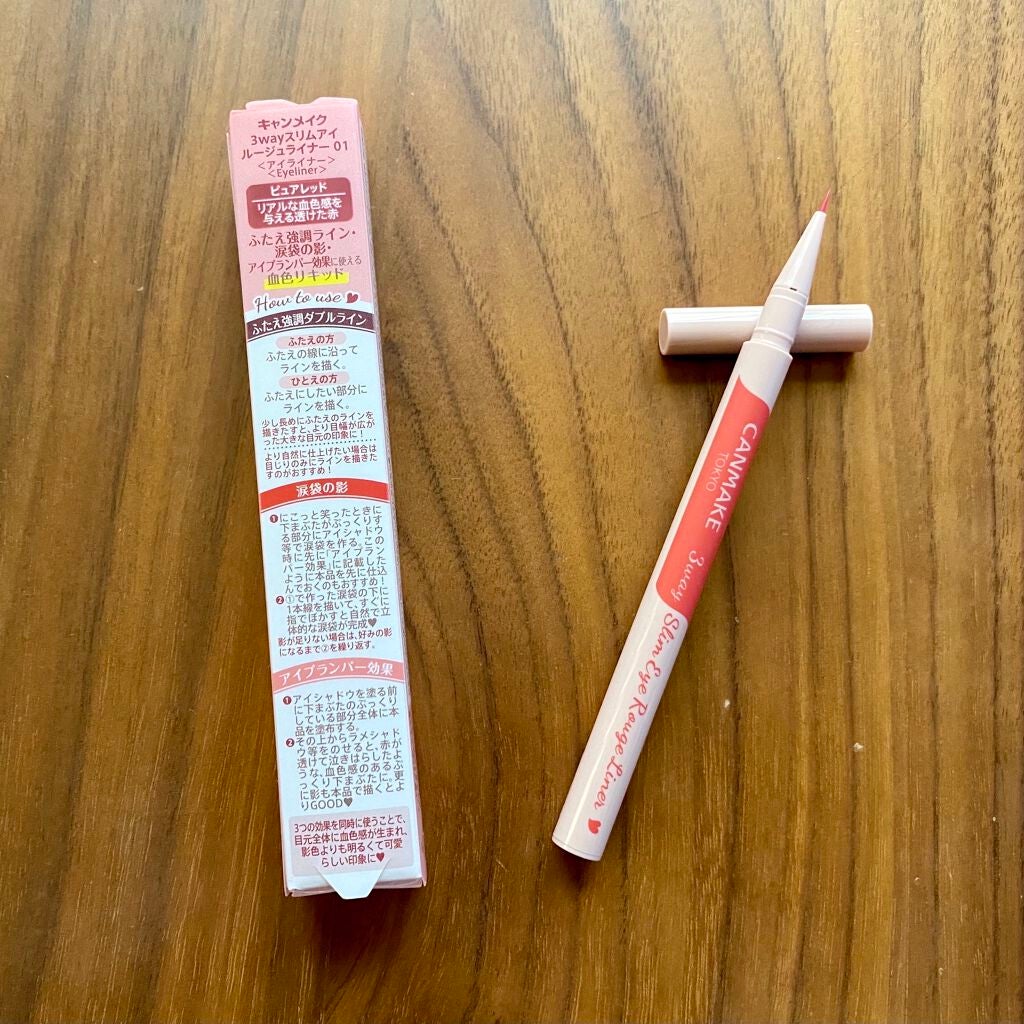 キャンメイク
3wayスリムアイ
ルージュライナー 01
＜アイライナー＞
＜Eyeliner＞
ピュアレッド
リアルな血色感を
与える透けた赤
ふたえ強調ライン・
涙袋の影・
アイプランパー効果に使える
血色リキッド
How to use
ふたえ強調ダブルライン
ふたえの方
ふたえの線に沿って
ラインを描く。
ひとえの方
ふたえにしたい部分に
ラインを描く。
少し長めにふたえのラインを
描きたすと、より目幅が広が
った大きな目元の印象に！
より自然に仕上げたい場合は
目じりのみにラインを描きた
すのがおすすめ！
涙袋の影
❶にこっと笑ったときに
下まぶたがぷっくりす
る部分にアイシャドウ
等で涙袋を作る。この
時に先に「アイプラン
パー効果」に記載した
ように本品を先に仕込
んでおくのもおすすめ！
❷①で作った涙袋の下に
1本線を描いて、すぐに
指でぼかすと自然で立
体的な涙袋が完成♥
影が足りない場合は、好みの影
になるまで②を繰り返す。
アイプランパー効果
❶アイシャドウを塗る前
に下まぶたのぷっくり
している部分全体に本
品を塗布する。
❷その上からラメシャド
ウ等をのせると、赤が
透けて泣きはらしたよ
うな、血色感のあるぷ
っくり下まぶたに。更
に影も本品で描くとよ
りGOOD♥
3つの効果を同時に使うことで、
目元全体に血色感が生まれ、
影色よりも明るくて可愛
らしい印象に♥
CANMAKE
TOKYO
3way
Slim Eye Rouge Liner